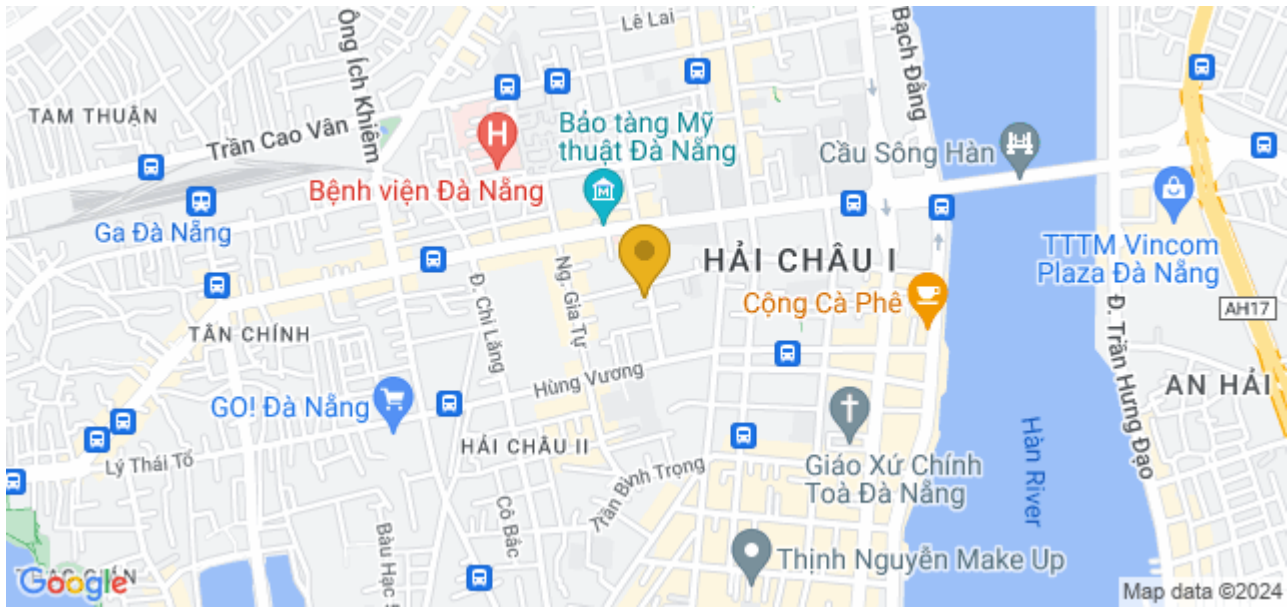 Lê Lai
Ông Ích Khiêm
Bạch Đằng
TAM THUẬN
Trần Cao Vân
H
Bảo tàng Mỹ
thuật Đà Nẵng
Cầu Sông Hàn
Bệnh viện Đà Nẵng
M
Ga Đà Nẵng
HẢI CHÂU I
TTTM Vincom
Plaza Đà Nẵng
Ng. Gia Tự
Đ. Chi Lăng
Cộng Cà Phê
Đ. Trần Hưng Đạo
AH17
TÂN CHÍNH
Hùng Vương
AN HẢI
GO! Đà Nẵng
HẢI CHÂU II
Lý Thái Tổ
Trần Bình Trọng
Giáo Xứ Chính
Toà Đà Nẵng
Hàn River
Cô Bắc
Bàu Hạc 5
Thịnh Nguyễn Make Up
Google
Map data ©2024